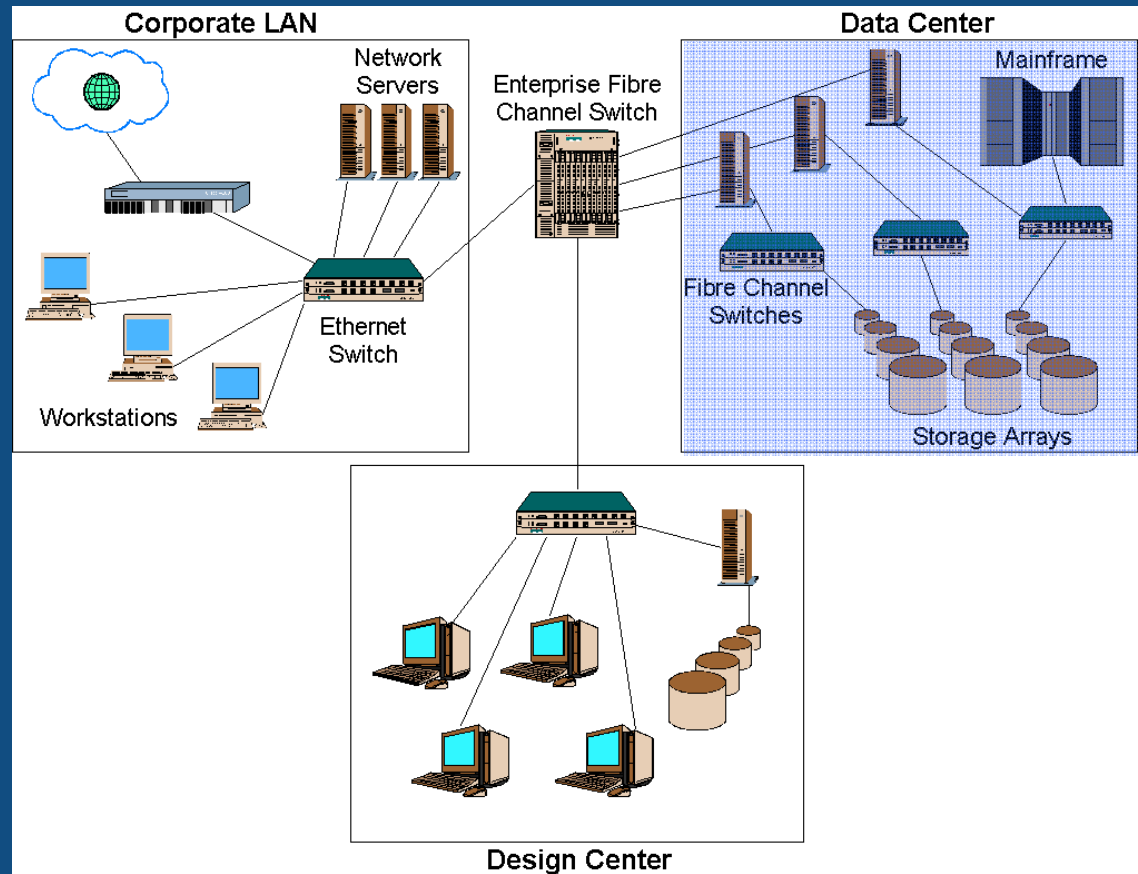 Corporate LAN
Data Center
Network
Servers
Enterprise Fibre
Channel Switch
Mainframe
Fibre Channel
Switches
Ethernet
Switch
Workstations
Storage Arrays
Design Center